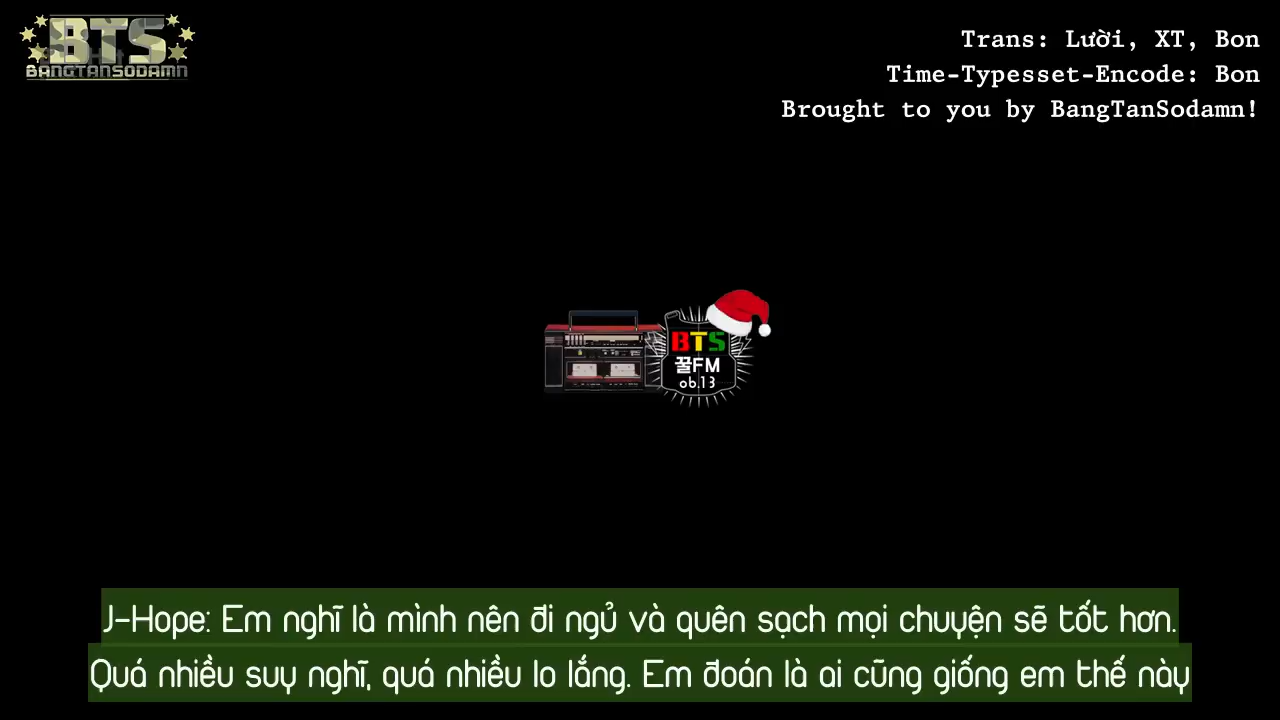 BTS
BANGTANSODAMN
Trans: Lười, XT, Bon
Time-Typesset-Encode: Bon
Brought to you by BangTanSodamn!
BTS
꿀FM
06.13
J-Hope: Em nghĩ là mình nên đi ngủ và quên sạch mọi chuyện sẽ tốt hơn.
Quá nhiều suy nghĩ, quá nhiều lo lắng. Em đoán là ai cũng giống em thế này